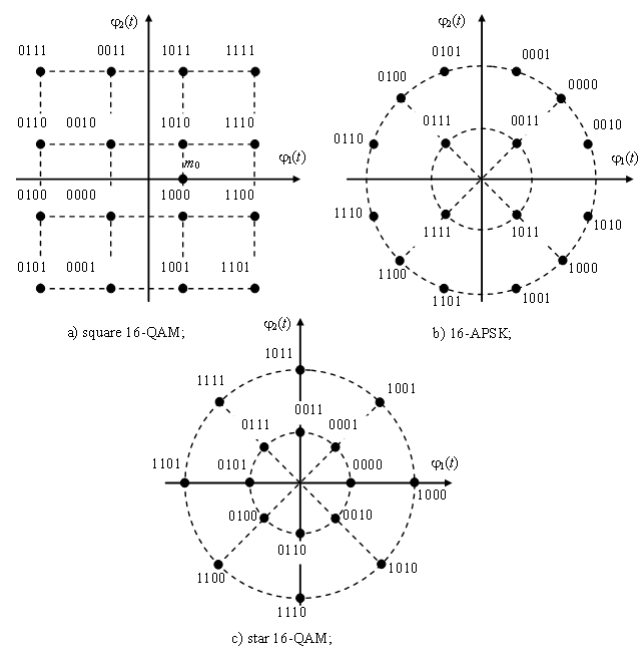 φ₂(t) φ₂(t)
0111 0011 1011 1111
0101 0001
0100 0000
0110 0010 1010 1110
0111 0011
0110 0010
m₀ φ₁(t) φ₁(t)
0100 0000 1000 1100
1110 1010
1111 1011
0101 0001 1001 1101
1100 1000
1101 1001
a) square 16-QAM; b) 16-APSK;
φ₂(t)
1011
1111 1001
0011
0111 0001
1101 0101 0000 φ₁(t)
1000
0100 0010
0110
1100 1010
1110
c) star 16-QAM;